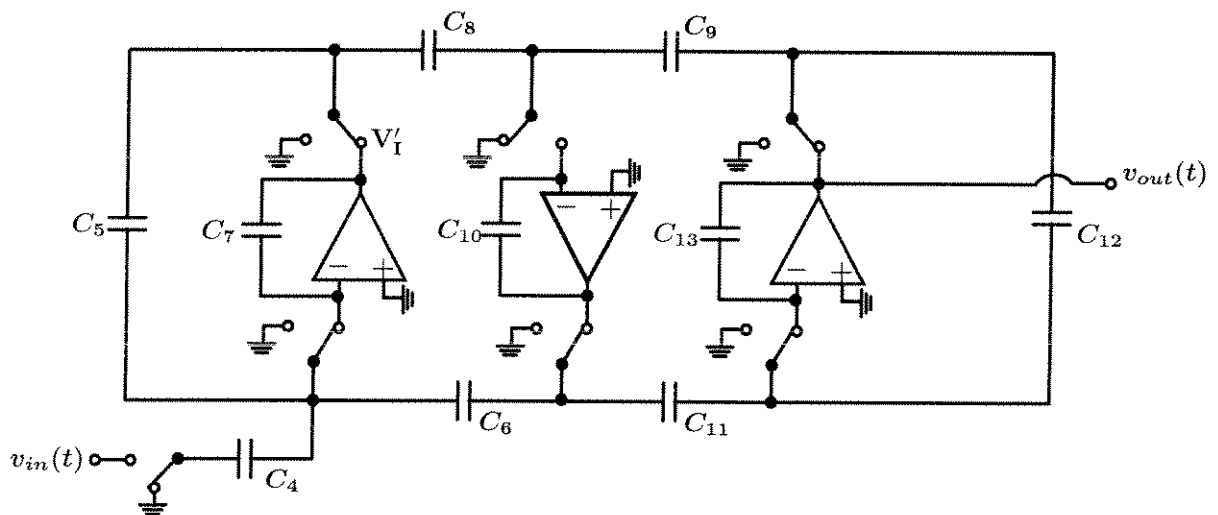 C₈ C₉
V′I
C₅ C₇ C₁₀ C₁₃ C₁₂ vout(t)
− + − + − +
C₆ C₁₁
vin(t) C₄